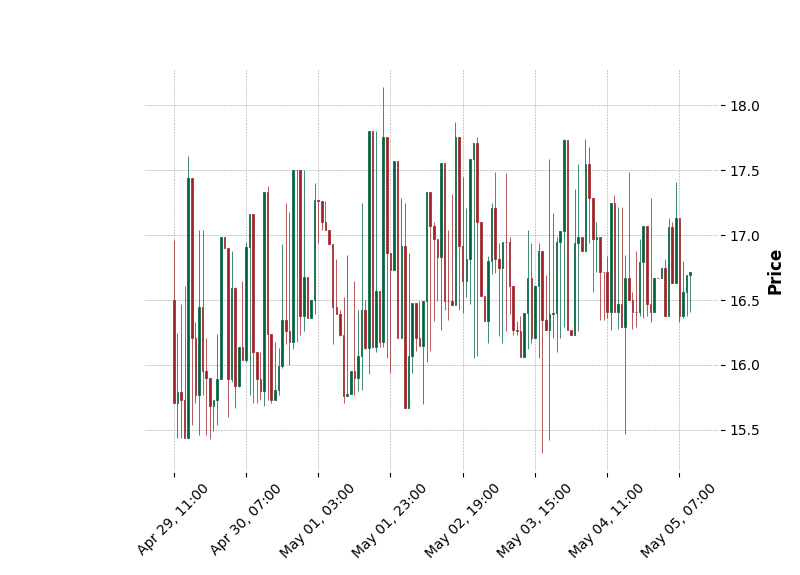 18.0
17.5
17.0
16.5
16.0
15.5
Price
Apr 29, 11:00
Apr 30, 07:00
May 01, 03:00
May 01, 23:00
May 02, 19:00
May 03, 15:00
May 04, 11:00
May 05, 07:00